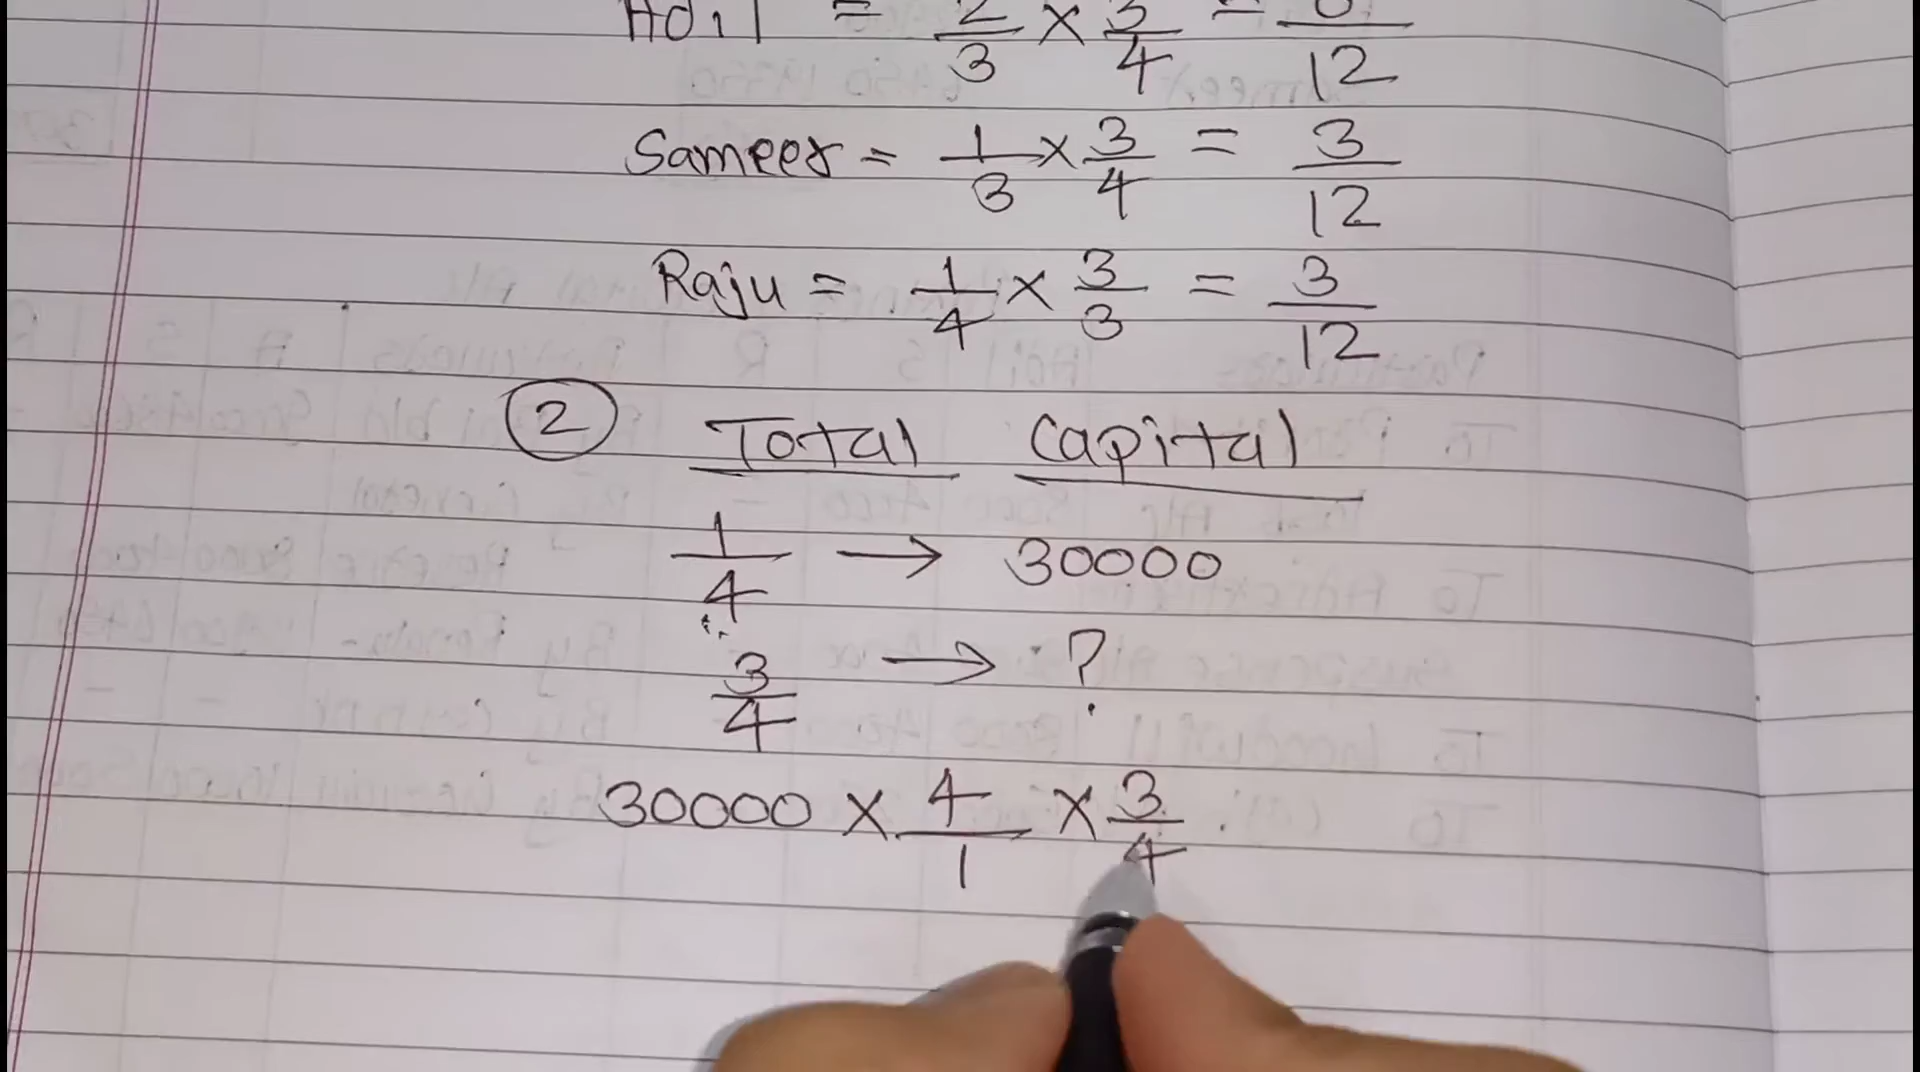 Adil = 2/3 × 3/4 = 6/12
Sameer = 1/3 × 3/4 = 3/12
Raju = 1/4 × 3/3 = 3/12
② Total Capital
1/4 → 30000
3/4 → ?
30000 × 4/1 × 3/4